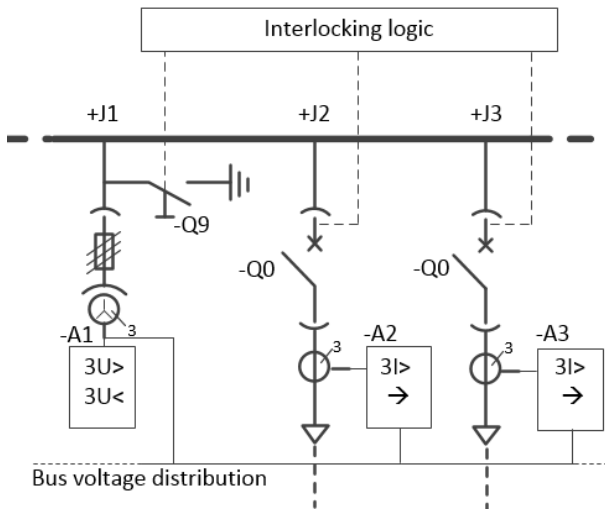 Interlocking logic
+J1
+J2
+J3
-Q9
-Q0
-Q0
3
-A1
3
-A2
3
-A3
3U>
3U<
3I>
→
3I>
→
Bus voltage distribution